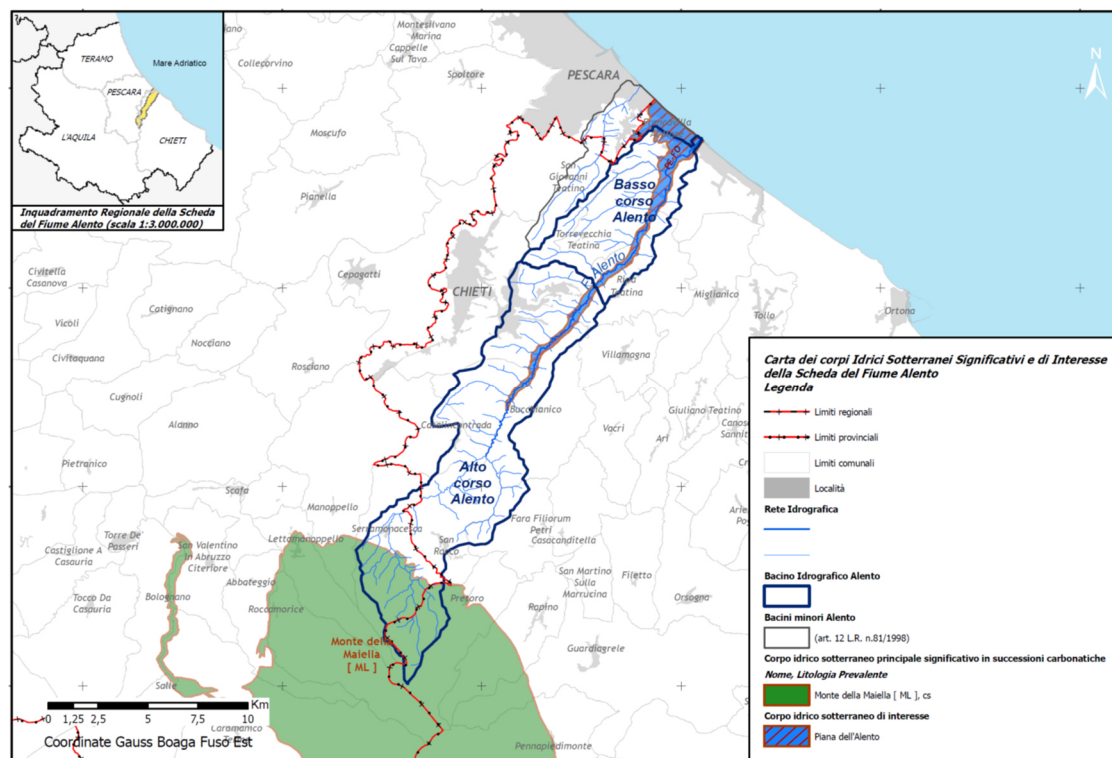 TERAMO
Mare Adriatico
PESCARA
L'AQUILA
CHIETI
Inquadramento Regionale della Scheda
del Fiume Alento (scala 1:3.000.000)
Montesilvano
Marina
Cappelle
Sul Tavo
Collecorvino
Spoltore
PESCARA
N
Moscufo
San
Giovanni
Teatino
Pianella
Basso
corso
Alento
Torrevecchia
Teatina
F. Alento
Civitella
Casanova
Cepagatti
CHIETI
Ripa
Teatina
Miglianico
Ortona
Catignano
Tollo
Vicoli
Nocciano
Civitaquana
Villamagna
Rosciano
Cugnoli
Bucchianico
Giuliano Teatino
Alanno
Casalincontrada
Vacri
Ari
Pietranico
Alto
corso
Alento
Scafa
Manoppello
Fara Filiorum
Petri
Casacanditella
Serramonacesca
Torre De'
Passeri
Castiglione A
Casauria
San Valentino
In Abruzzo
Citeriore
Lettomanoppello
San
Rocco
Abbateggio
San Martino
Sulla
Marrucina
Filetto
Tocco Da
Casauria
Bolognano
Roccamorice
Pretoro
Rapino
Orsogna
Monte della
Maiella
[ ML ]
Guardiagrele
Salle
Km
0 1,25 2,5 5 7,5 10
Coordinate Gauss Boaga Fuso Est
Caramanico
Pennapiedimonte
Carta dei corpi Idrici Sotterranei Significativi e di Interesse
della Scheda del Fiume Alento
Legenda
Limiti regionali
Limiti provinciali
Limiti comunali
Località
Rete Idrografica
Bacino Idrografico Alento
Bacini minori Alento
(art. 12 L.R. n.81/1998)
Corpo idrico sotterraneo principale significativo in successioni carbonatiche
Nome, Litologia Prevalente
Monte della Maiella [ ML ], cs
Corpo idrico sotterraneo di interesse
Piana dell'Alento